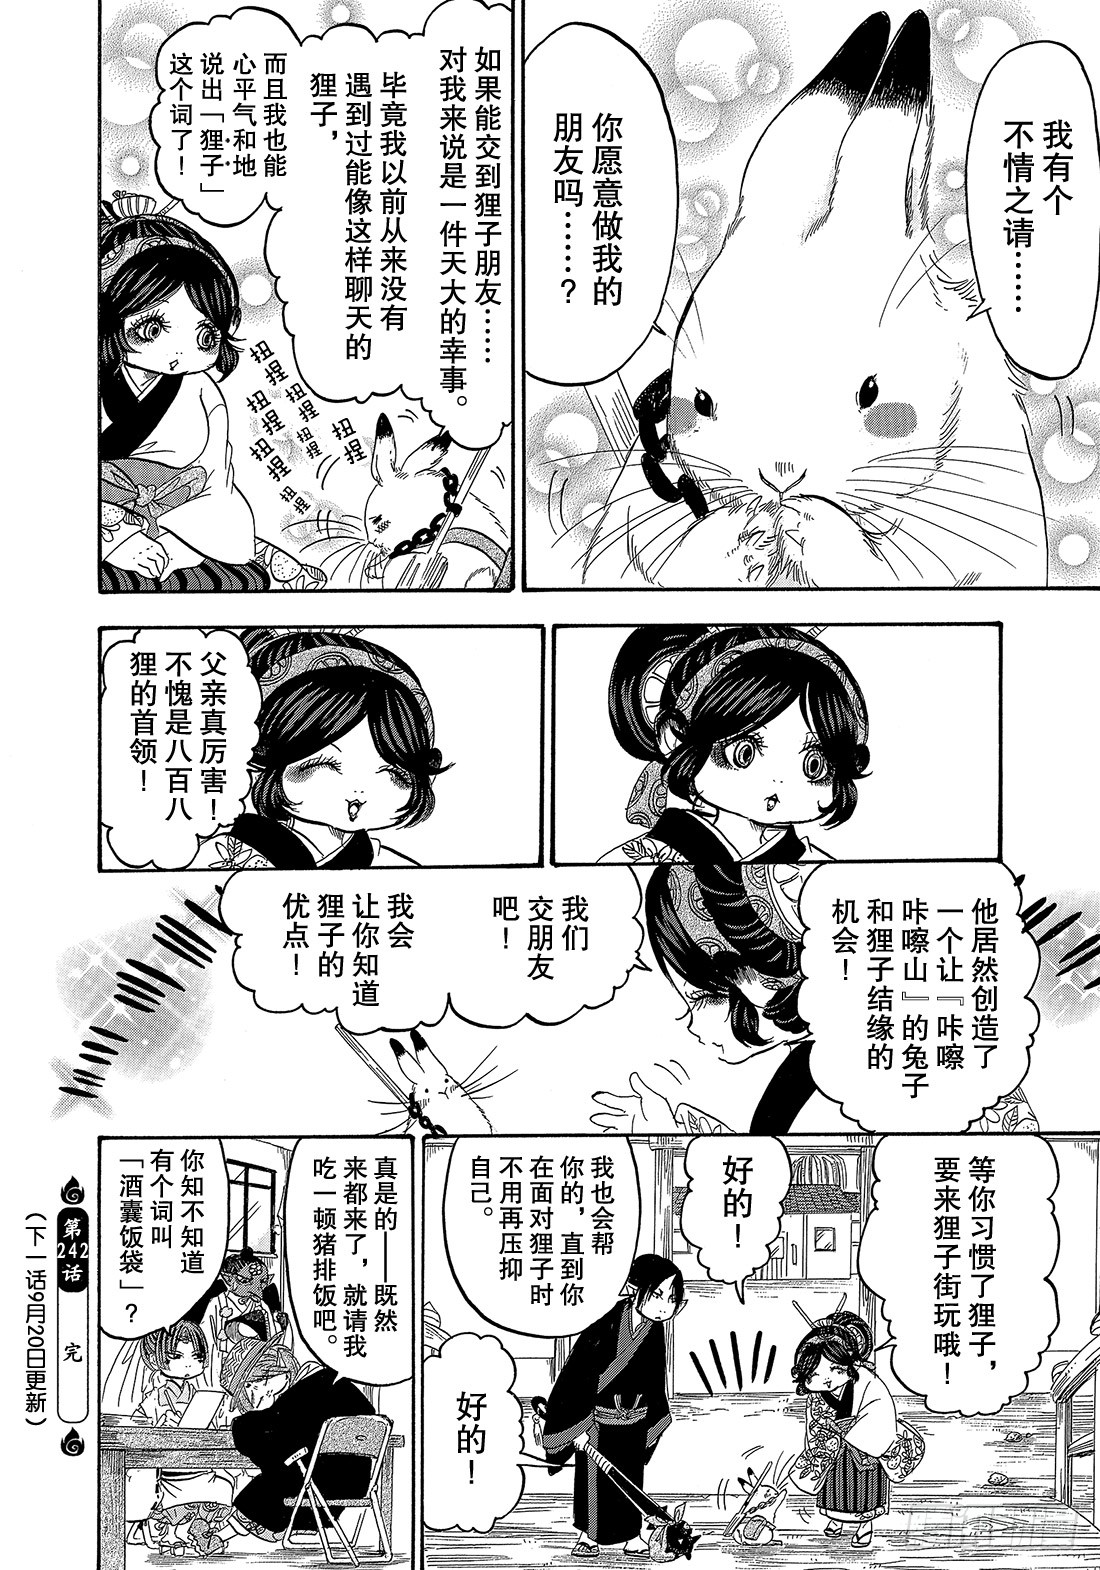 我有个
不情之请……
你愿意做我的
朋友吗……?
如果能交到狸子朋友……
对我来说是一件天大的幸事。
毕竟我以前从来没有
遇到过能像这样聊天的
狸子，
而且我也能
心平气和地
说出「狸子」
这个词了！
扭捏
扭捏
扭捏
扭捏
扭捏
扭捏
扭捏
父亲真厉害！
不愧是八百八
狸的首领！
他居然创造了
一个让『咔嚓
咔嚓山』的兔子
和狸子结缘的
机会！
我们
交朋友
吧！
我会
让你知道
狸子的
优点！
等你习惯了狸子，
要来狸子街玩哦！
好的！
我也会帮
你的，直到你
在面对狸子时
不用再压抑
自己。
好的！
真是的——既然
来都来了，就请我
吃一顿猪排饭吧。
你知不知道
有个词叫
「酒囊饭袋」?
第242话
完
(下一话9月20日更新)